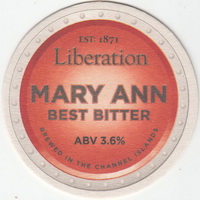 EST. 1871
Liberation
MARY ANN
BEST BITTER
ABV 3.6%
BREWED IN THE CHANNEL ISLANDS